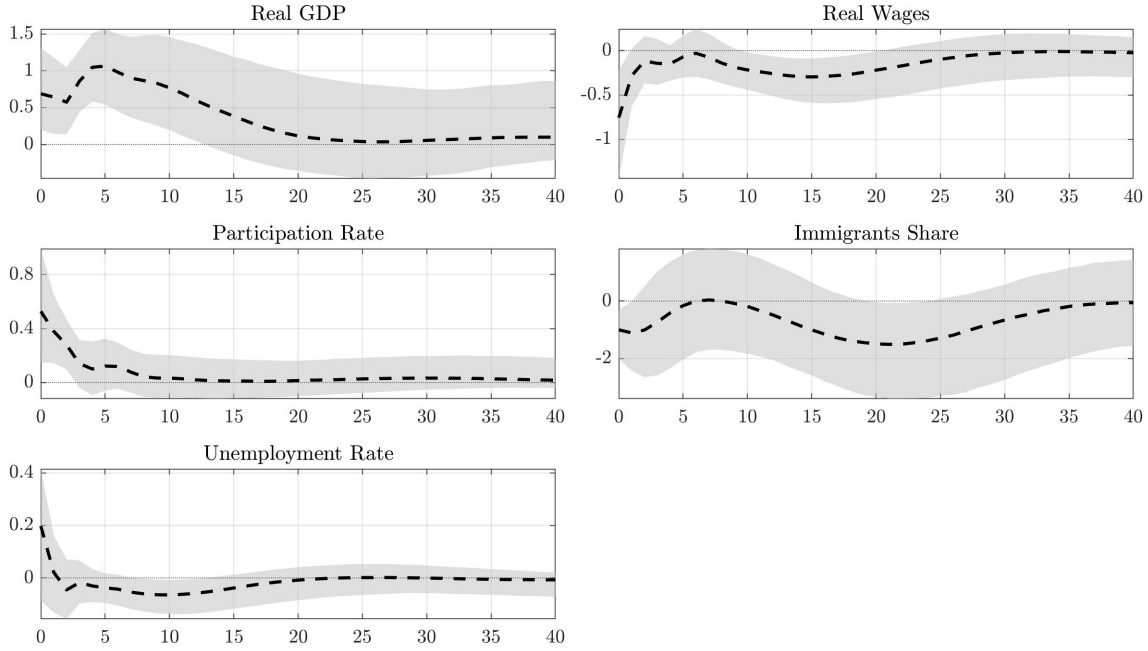 Real GDP
1.5
1
0.5
0
0 5 10 15 20 25 30 35 40
Real Wages
0
-0.5
-1
0 5 10 15 20 25 30 35 40
Participation Rate
0.8
0.4
0
0 5 10 15 20 25 30 35 40
Immigrants Share
0
-2
0 5 10 15 20 25 30 35 40
Unemployment Rate
0.4
0.2
0
0 5 10 15 20 25 30 35 40